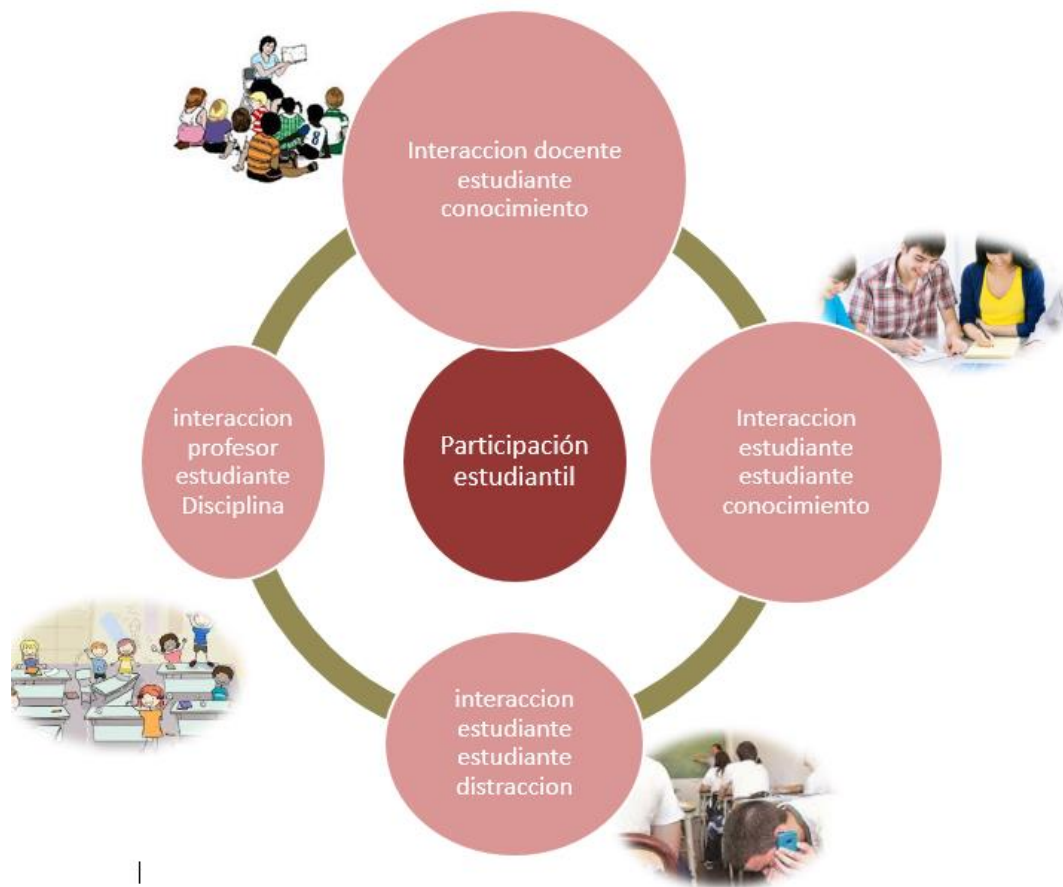 Interaccion docente
estudiante
conocimiento
Interaccion
estudiante
estudiante
conocimiento
interaccion
profesor
estudiante
Disciplina
Participación
estudiantil
interaccion
estudiante
estudiante
distraccion